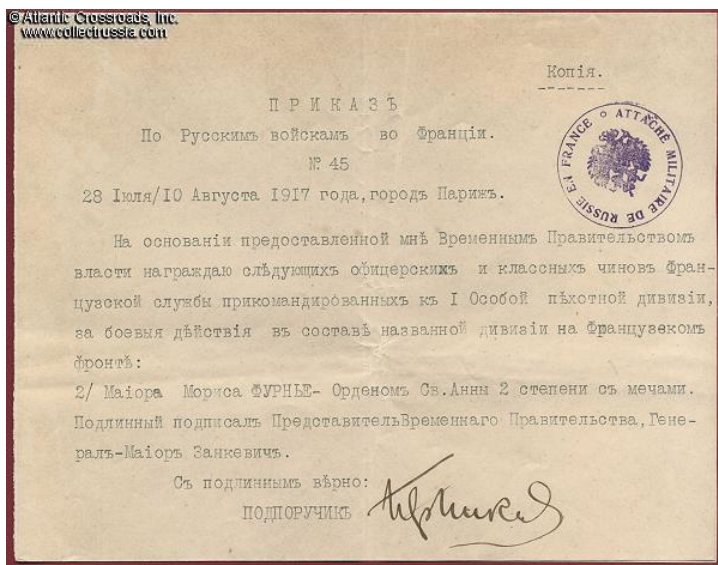 © Atlantic Crossroads, Inc.
www.collectrussia.com
Копія.
ПРИКАЗЪ
По Русскимъ войскамъ во Франціи.
№ 45
ATTACHÉ MILITAIRE DE RUSSIE EN FRANCE
28 Іюля/10 Августа 1917 года, городъ Парижъ.
На основаніи предоставленной мнѣ Временнымъ Правительствомъ
власти награждаю слѣдующихъ офицерскихъ и классныхъ чиновъ Фран-
цузской службы прикомандированныхъ къ I Особой пѣхотной дивизіи,
за боевыя дѣйствія въ составѣ названной дивизіи на Французскомъ
фронтѣ:
2/ Маіора Мориса ФУРНЬЕ- Орденомъ Св.Анны 2 степени съ мечами.
Подлинный подписалъ ПредставительВременнаго Правительства,Гене-
ралъ-Маіоръ Занкевичъ.
Съ подлиннымъ вѣрно:
ПОДПОРУЧИКЪ